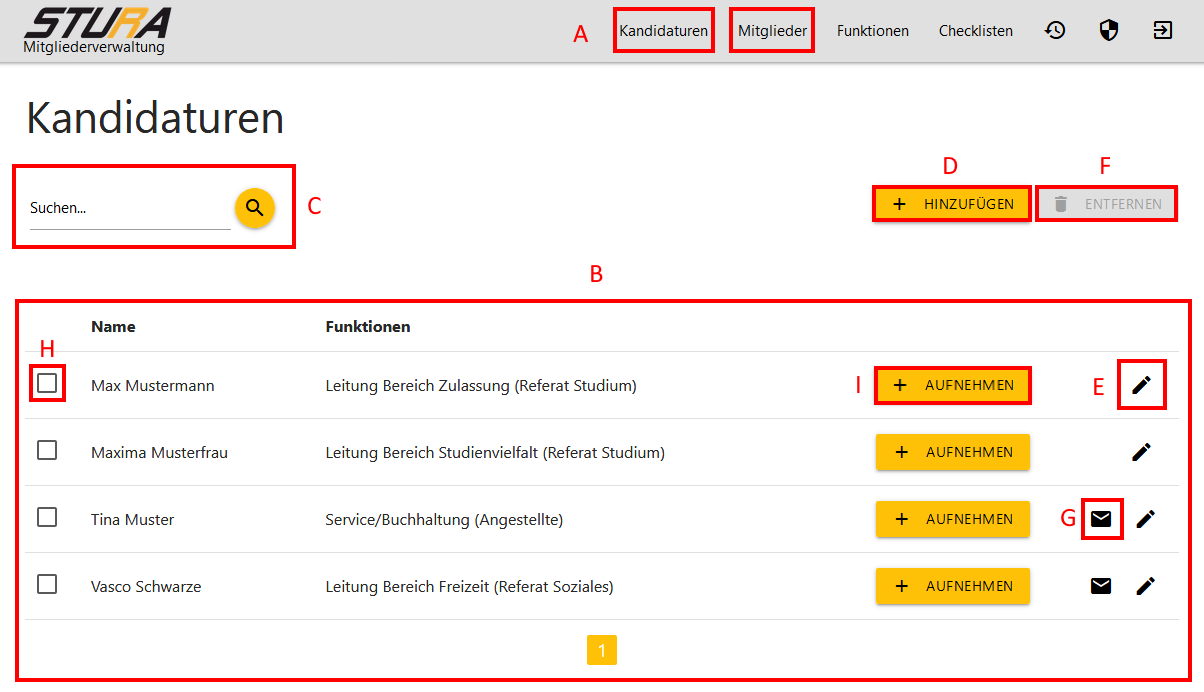 STURA
Mitgliederverwaltung
A
Kandidaturen
Mitglieder
Funktionen
Checklisten
Kandidaturen
Suchen...
C
D
F
HINZUFÜGEN
ENTFERNEN
B
Name Funktionen
H
Max Mustermann Leitung Bereich Zulassung (Referat Studium) I AUFNEHMEN E
Maxima Musterfrau Leitung Bereich Studienvielfalt (Referat Studium) AUFNEHMEN
Tina Muster Service/Buchhaltung (Angestellte) AUFNEHMEN G
Vasco Schwarze Leitung Bereich Freizeit (Referat Soziales) AUFNEHMEN
1